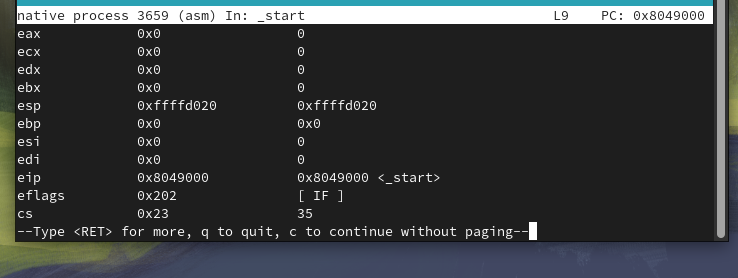 native process 3659 (asm) In: _start L9 PC: 0x8049000
eax 0x0 0
ecx 0x0 0
edx 0x0 0
ebx 0x0 0
esp 0xffffd020 0xffffd020
ebp 0x0 0x0
esi 0x0 0
edi 0x0 0
eip 0x8049000 0x8049000 <_start>
eflags 0x202 [ IF ]
cs 0x23 35
--Type <RET> for more, q to quit, c to continue without paging--